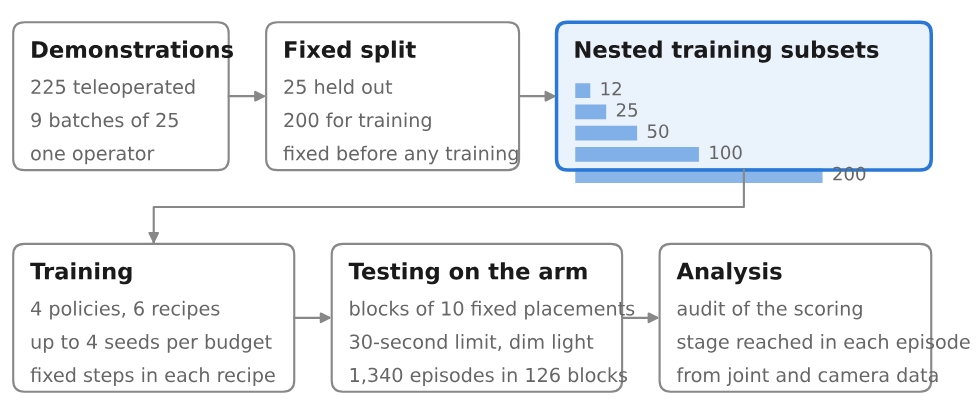 Demonstrations
225 teleoperated
9 batches of 25
one operator
Fixed split
25 held out
200 for training
fixed before any training
Nested training subsets
12
25
50
100
200
Training
4 policies, 6 recipes
up to 4 seeds per budget
fixed steps in each recipe
Testing on the arm
blocks of 10 fixed placements
30-second limit, dim light
1,340 episodes in 126 blocks
Analysis
audit of the scoring
stage reached in each episode
from joint and camera data